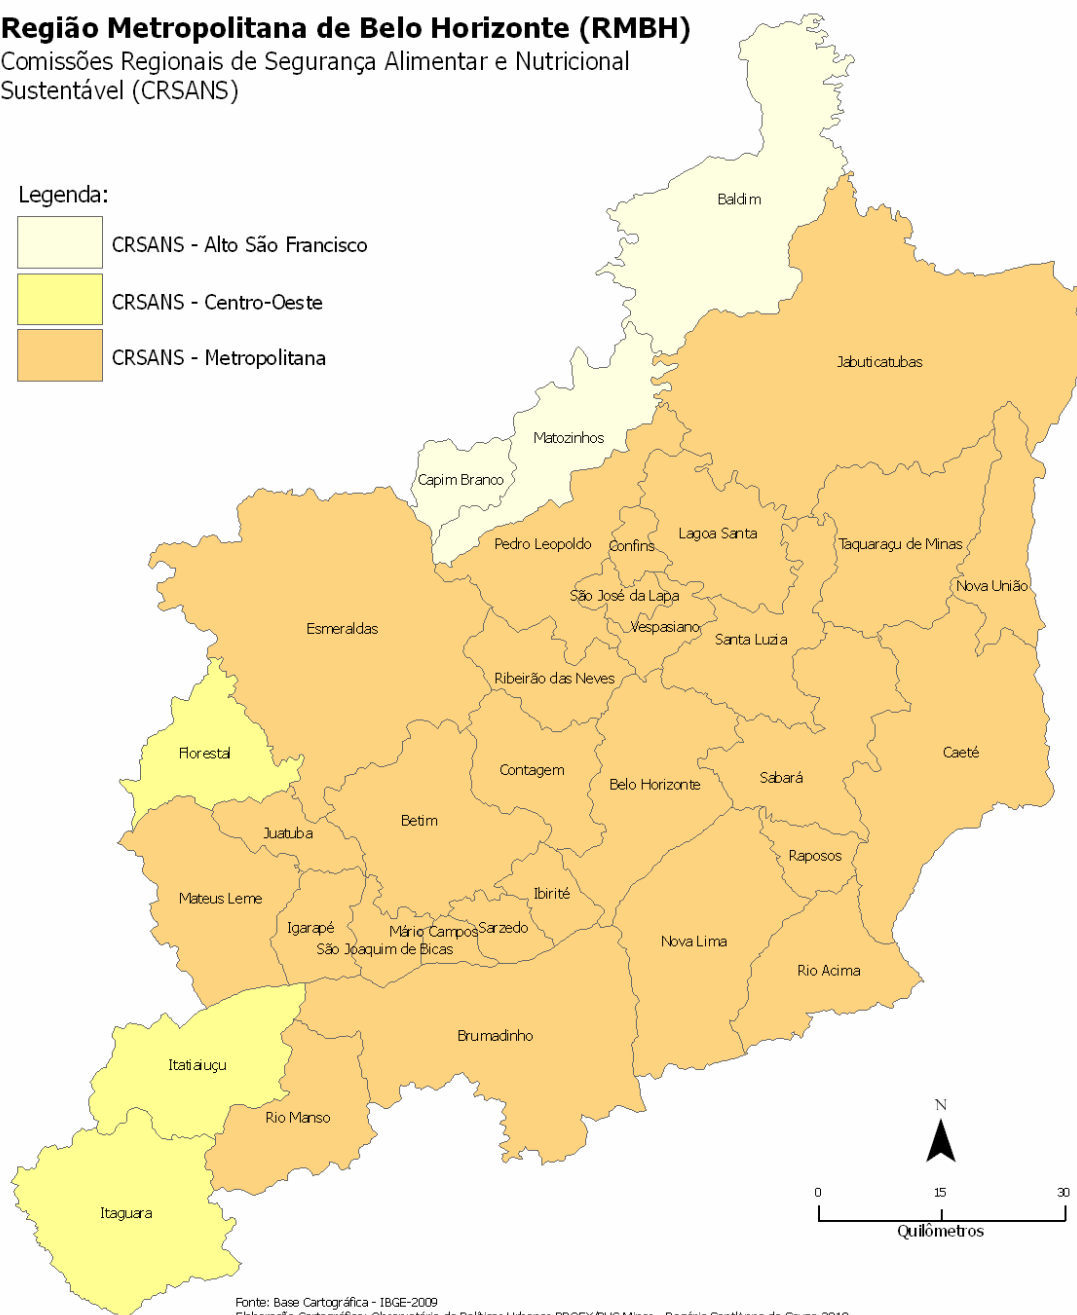 Região Metropolitana de Belo Horizonte (RMBH)
Comissões Regionais de Segurança Alimentar e Nutricional
Sustentável (CRSANS)
Legenda:
CRSANS - Alto São Francisco
CRSANS - Centro-Oeste
CRSANS - Metropolitana
Baldim
Jabuticatubas
Matozinhos
Capim Branco
Lagoa Santa
Pedro Leopoldo
Confins
Taquaraçu de Minas
Nova União
São José da Lapa
Vespasiano
Esmeraldas
Santa Luzia
Ribeirão das Neves
Florestal
Caeté
Contagem
Belo Horizonte
Sabará
Betim
Juatuba
Raposos
Ibirité
Mateus Leme
Igarapé
Mário Campos
Sarzedo
São Joaquim de Bicas
Nova Lima
Rio Acima
Brumadinho
Itatiaiuçu
Rio Manso
Itaguara
N
0 15 30
Quilômetros
Fonte: Base Cartográfica - IBGE-2009